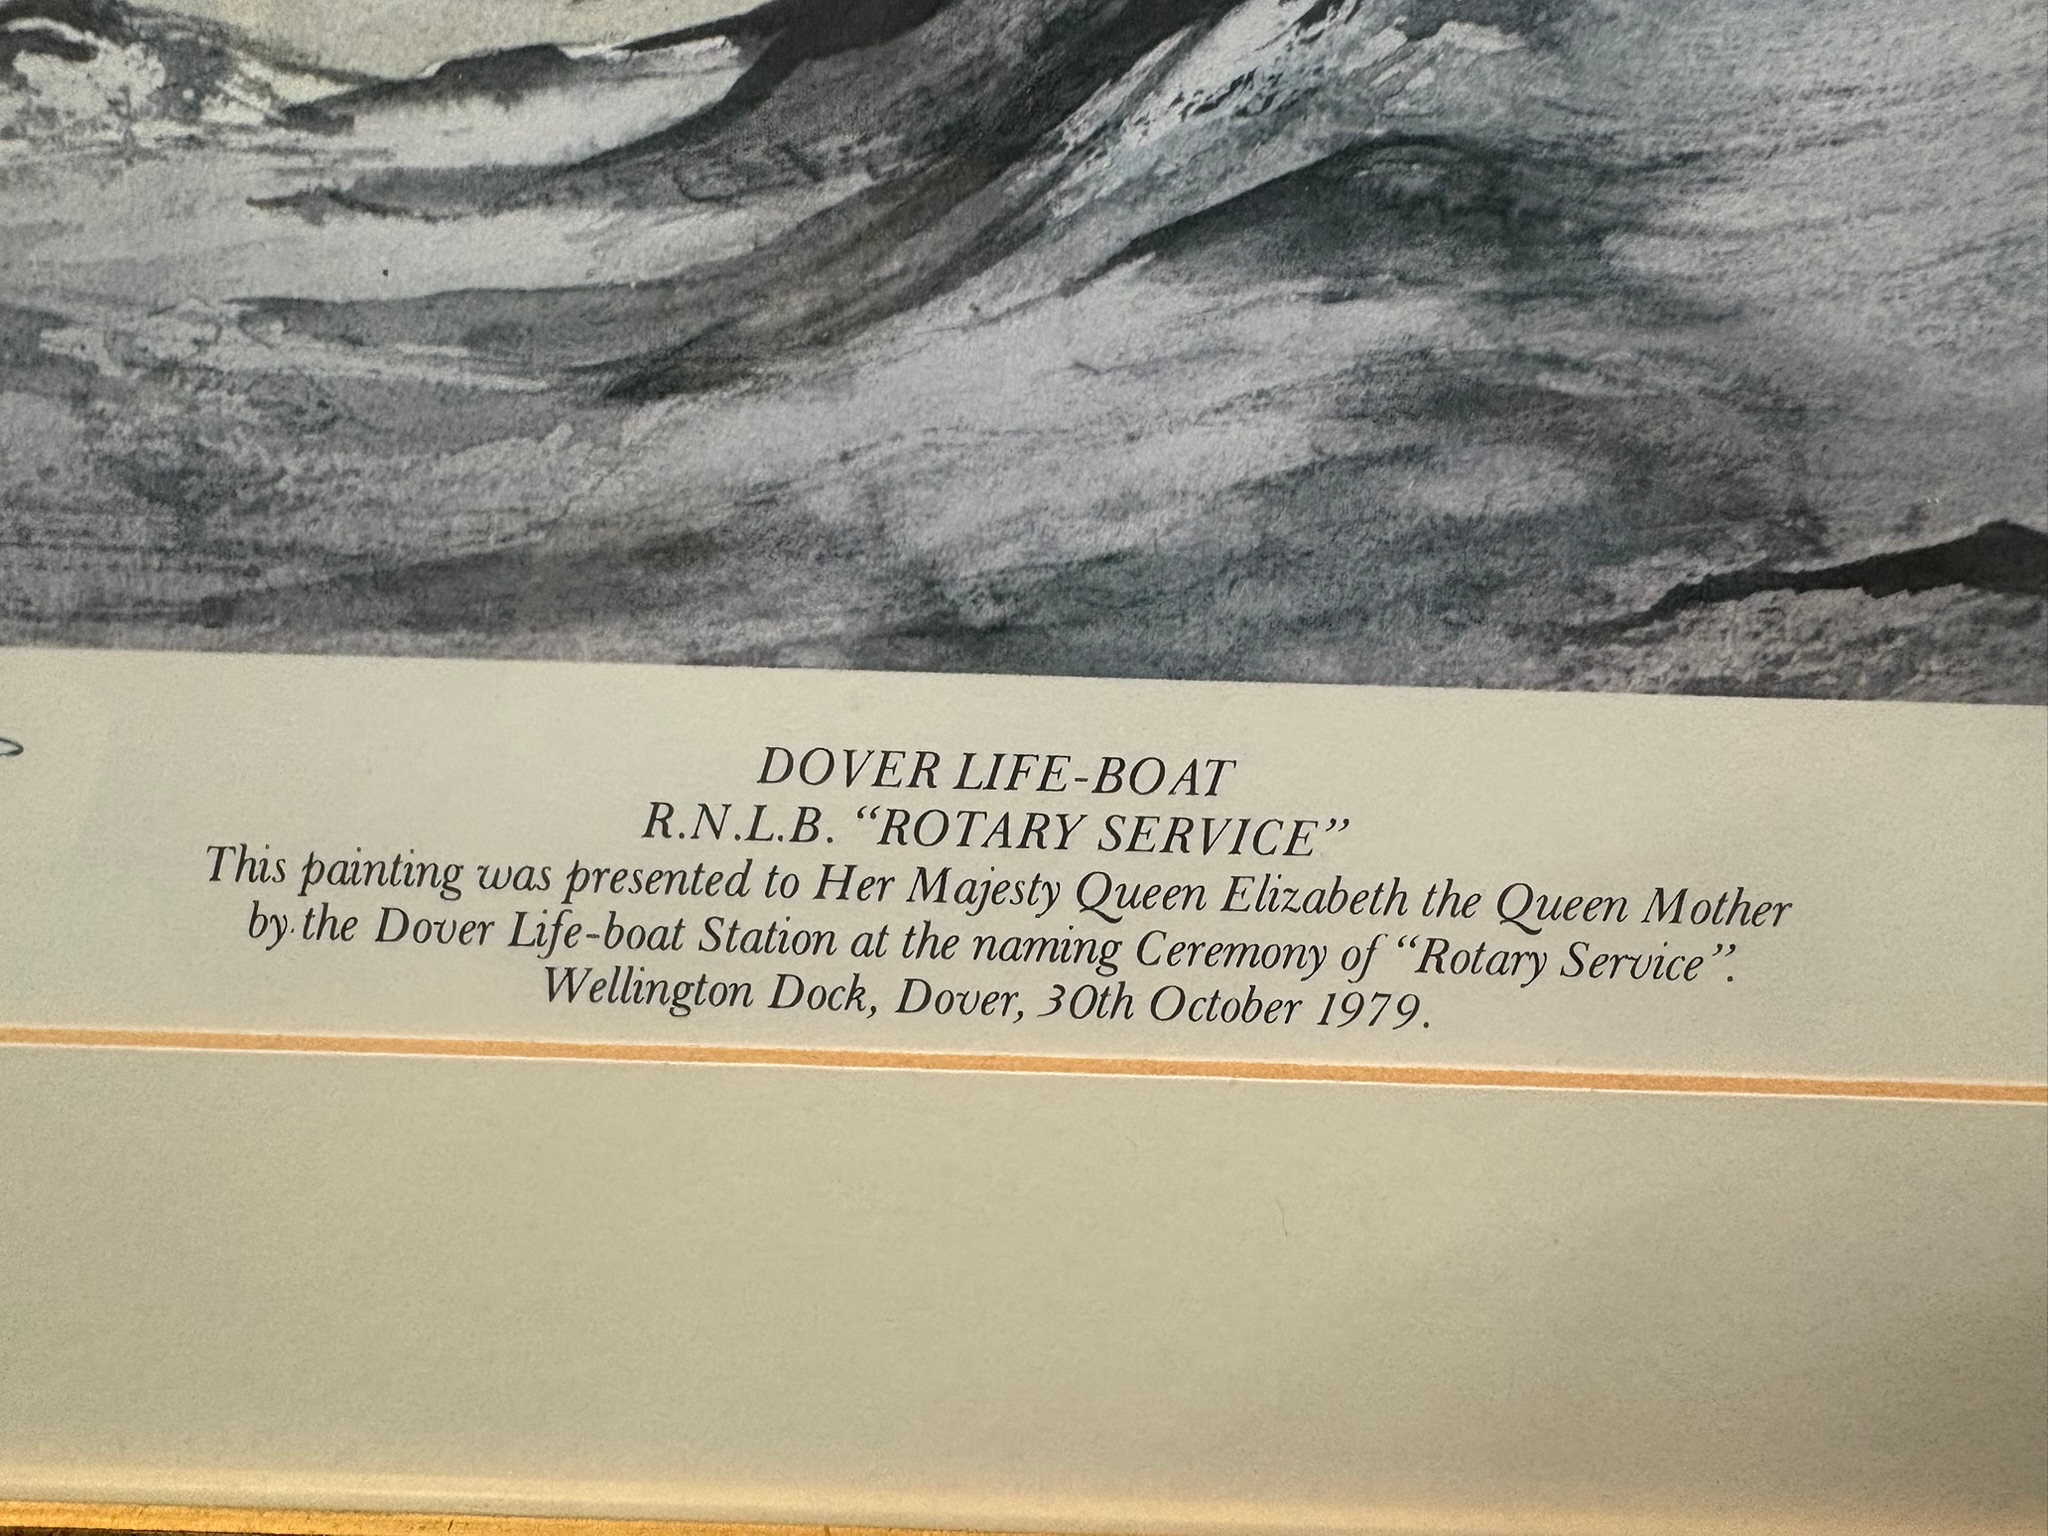 DOVER LIFE-BOAT
R.N.L.B. “ROTARY SERVICE”
This painting was presented to Her Majesty Queen Elizabeth the Queen Mother
by the Dover Life-boat Station at the naming Ceremony of “Rotary Service”.
Wellington Dock, Dover, 30th October 1979.